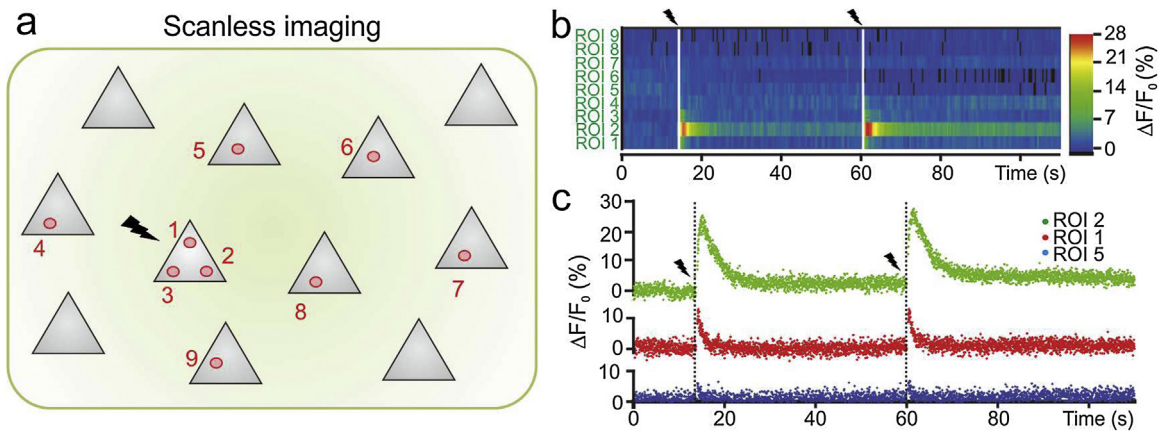 a
Scanless imaging
5
6
4
1
2
3
7
8
9
b
ROI 9
ROI 8
ROI 7
ROI 6
ROI 5
ROI 4
ROI 3
ROI 2
ROI 1
0 20 40 60 80 Time (s)
28
21
14
7
0
ΔF/F0 (%)
c
30
20
10
0
10
0
10
0
ΔF/F0 (%)
ROI 2
ROI 1
ROI 5
0 20 40 60 80 Time (s)